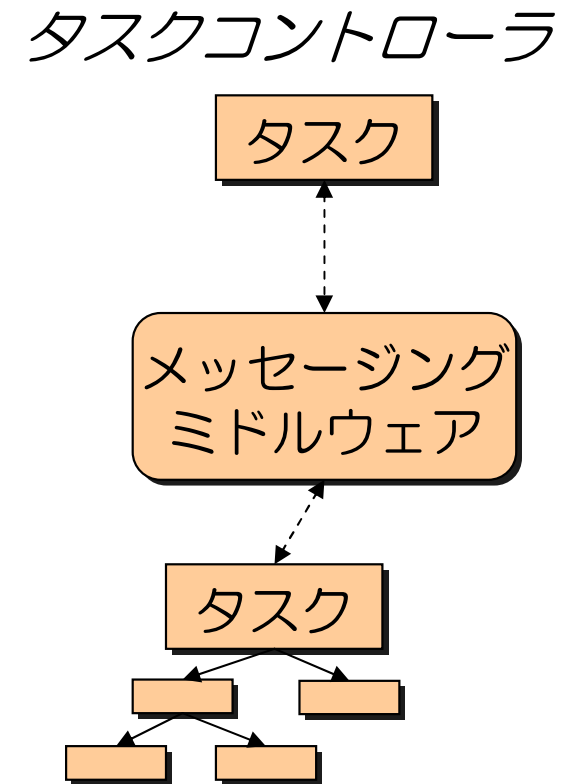 タスクコントローラ
タスク
メッセージング
ミドルウェア
タスク